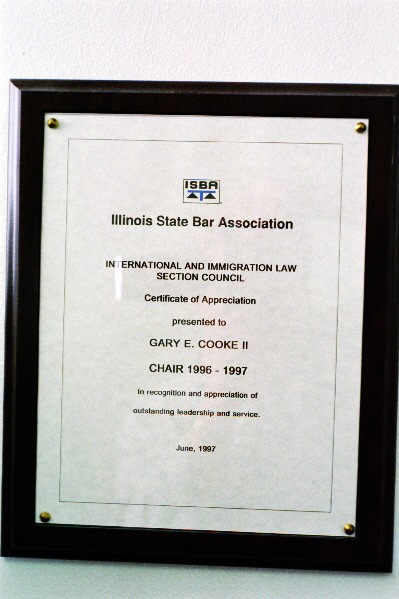 ISBA
Illinois State Bar Association
INTERNATIONAL AND IMMIGRATION LAW
SECTION COUNCIL
Certificate of Appreciation
presented to
GARY E. COOKE II
CHAIR 1996 - 1997
In recognition and appreciation of
outstanding leadership and service.
June, 1997